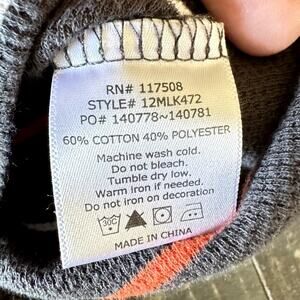 RN# 117508
STYLE# 12MLK472
PO# 140778~140781
60% COTTON 40% POLYESTER
Machine wash cold.
Do not bleach.
Tumble dry low.
Warm iron if needed.
Do not iron on decoration
30C
MADE IN CHINA